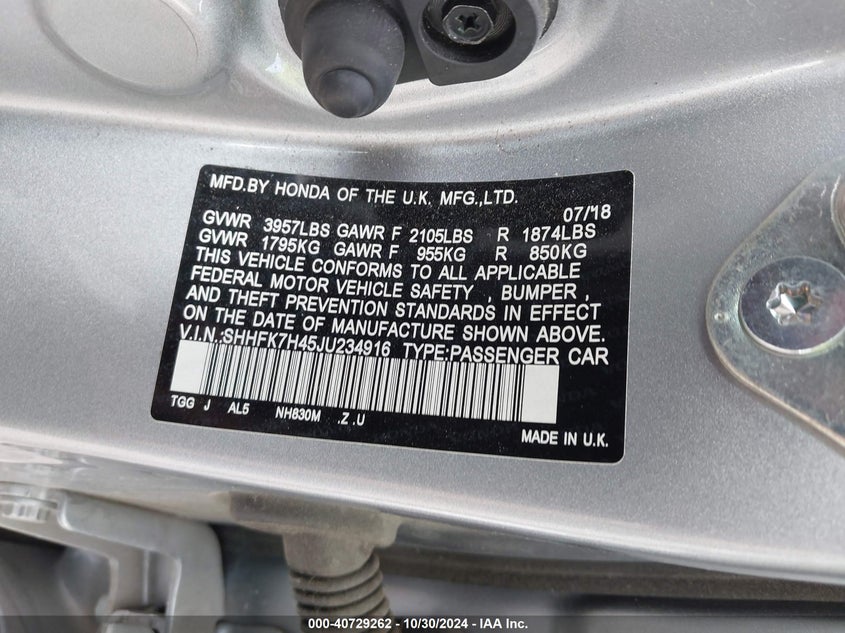 MFD.BY HONDA OF THE U.K. MFG.,LTD.
07/'18
GVWR 3957LBS GAWR F 2105LBS R 1874LBS
GVWR 1795KG GAWR F 955KG R 850KG
THIS VEHICLE CONFORMS TO ALL APPLICABLE
FEDERAL MOTOR VEHICLE SAFETY , BUMPER ,
AND THEFT PREVENTION STANDARDS IN EFFECT
ON THE DATE OF MANUFACTURE SHOWN ABOVE.
V.I.N.:SHHFK7H45JU234916 TYPE:PASSENGER CAR
TGG J AL5 NH830M .Z .U
MADE IN U.K.
000-40729262 - 10/30/2024 - IAA Inc.